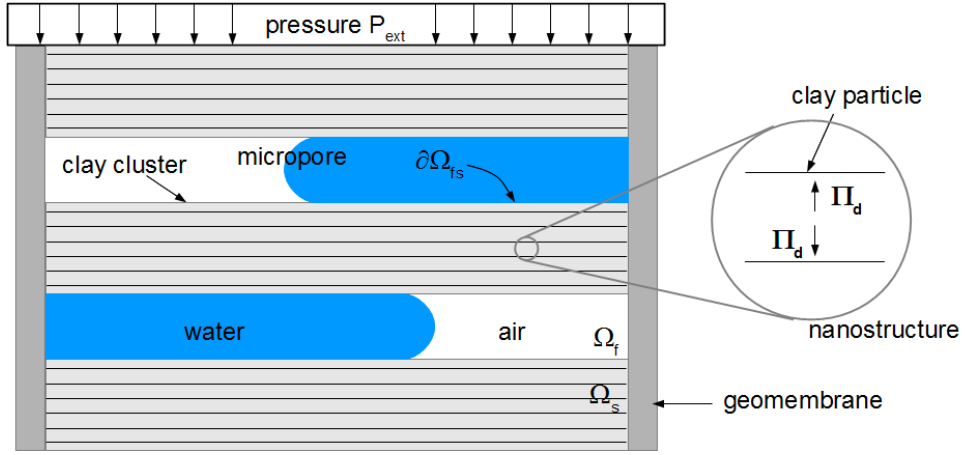 pressure P_ext
clay particle
micropore
∂Ω_fs
clay cluster
Π_d
Π_d
water
air
Ω_f
nanostructure
Ω_s
geomembrane